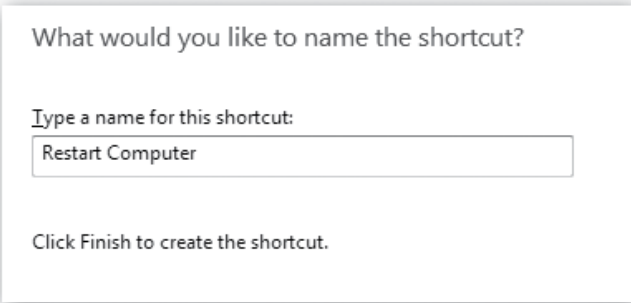 What would you like to name the shortcut?
Type a name for this shortcut:
Restart Computer
Click Finish to create the shortcut.